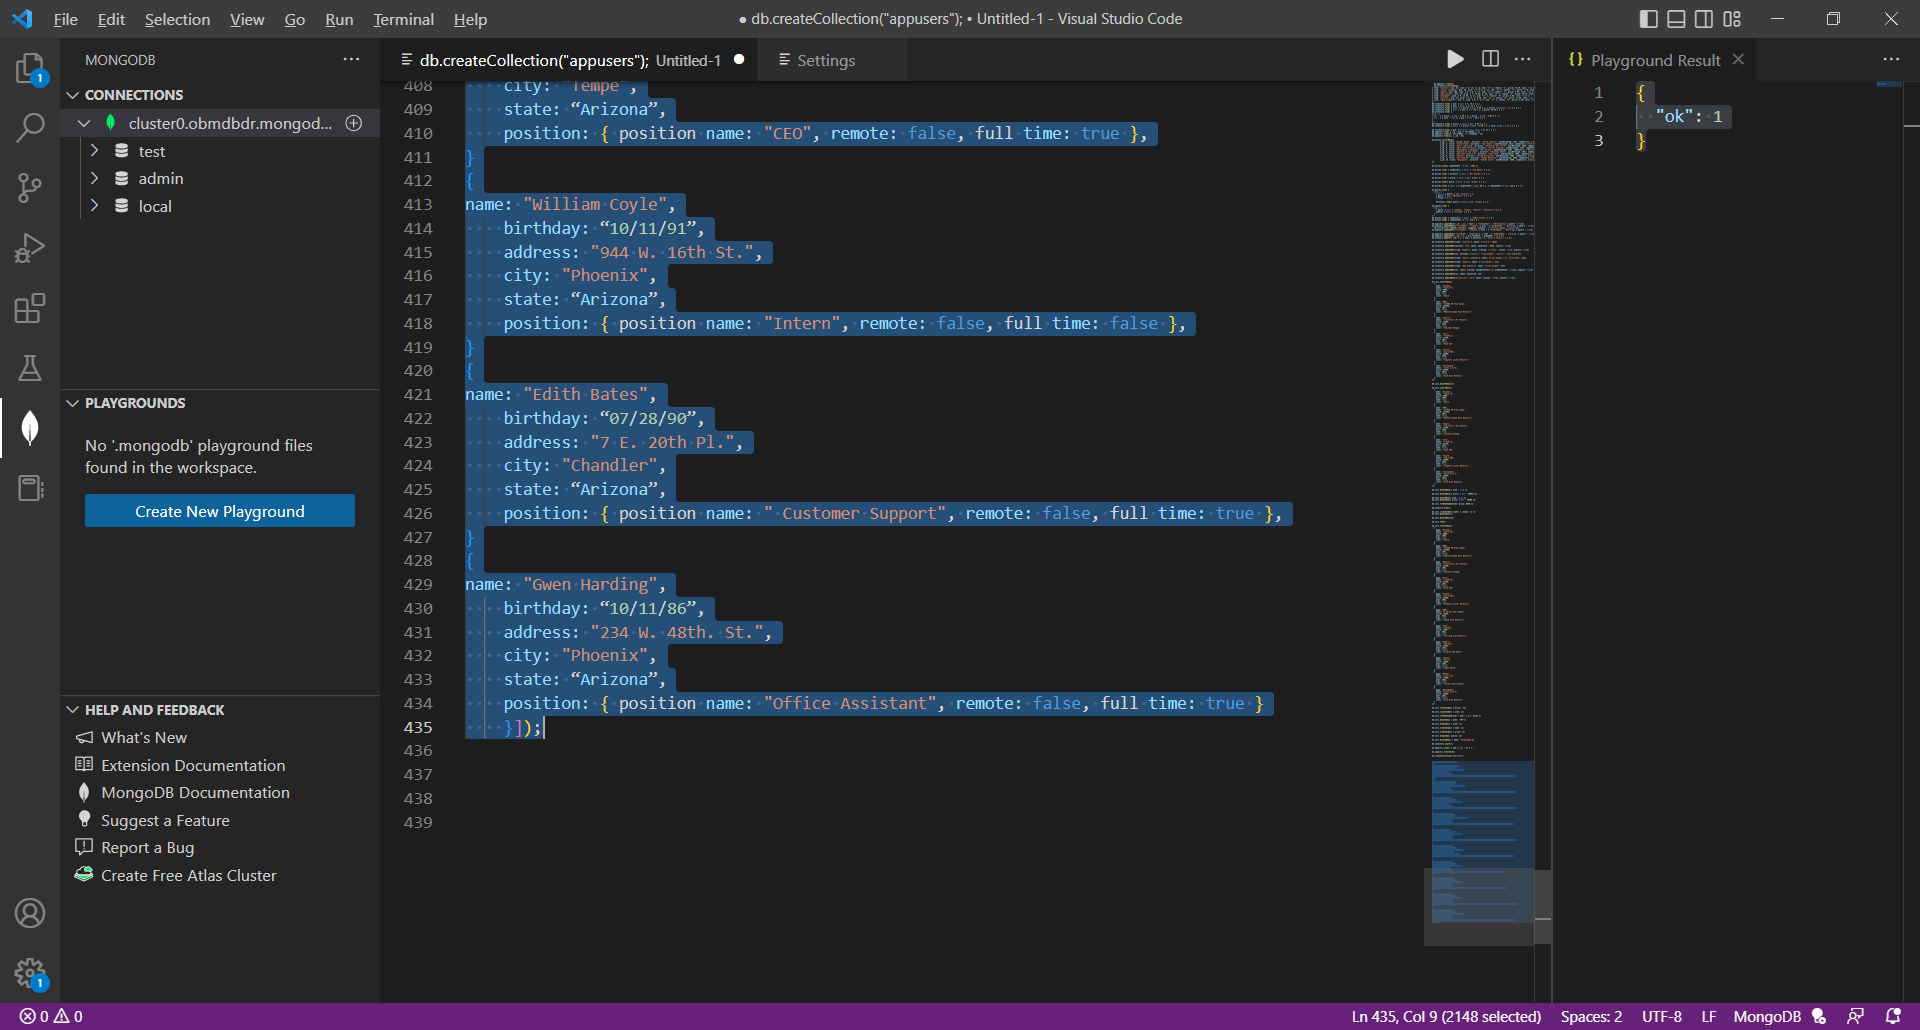 File Edit Selection View Go Run Terminal Help
● db.createCollection("appusers"); • Untitled-1 - Visual Studio Code
MONGODB
CONNECTIONS
cluster0.obmdbdr.mongod...
test
admin
local
PLAYGROUNDS
No '.mongodb' playground files
found in the workspace.
Create New Playground
HELP AND FEEDBACK
What's New
Extension Documentation
MongoDB Documentation
Suggest a Feature
Report a Bug
Create Free Atlas Cluster
1
1
db.createCollection("appusers"); Untitled-1
Settings
408 city: "Tempe",
409 state: “Arizona”,
410 position: { position name: "CEO", remote: false, full time: true },
411 }
412 {
413 name: "William Coyle",
414 birthday: “10/11/91”,
415 address: "944 W. 16th St.",
416 city: "Phoenix",
417 state: “Arizona”,
418 position: { position name: "Intern", remote: false, full time: false },
419 }
420 {
421 name: "Edith Bates",
422 birthday: “07/28/90”,
423 address: "7 E. 20th Pl.",
424 city: "Chandler",
425 state: “Arizona”,
426 position: { position name: " Customer Support", remote: false, full time: true },
427 }
428 {
429 name: "Gwen Harding",
430 birthday: “10/11/86”,
431 address: "234 W. 48th. St.",
432 city: "Phoenix",
433 state: “Arizona”,
434 position: { position name: "Office Assistant", remote: false, full time: true }
435 }]);
436
437
438
439
{} Playground Result
1 {
2 "ok": 1
3 }
0 0
Ln 435, Col 9 (2148 selected) Spaces: 2 UTF-8 LF MongoDB